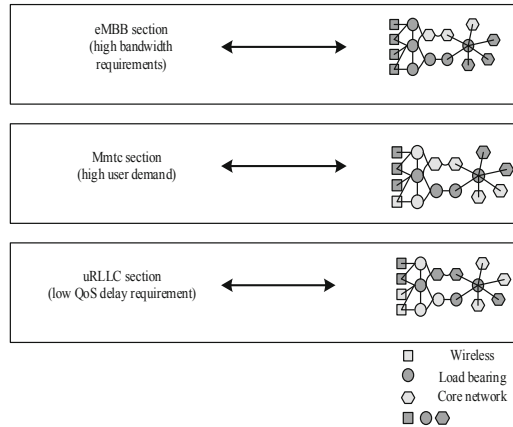 eMBB section
(high bandwidth
requirements)
Mmtc section
(high user demand)
uRLLC section
(low QoS delay requirement)
Wireless
Load bearing
Core network